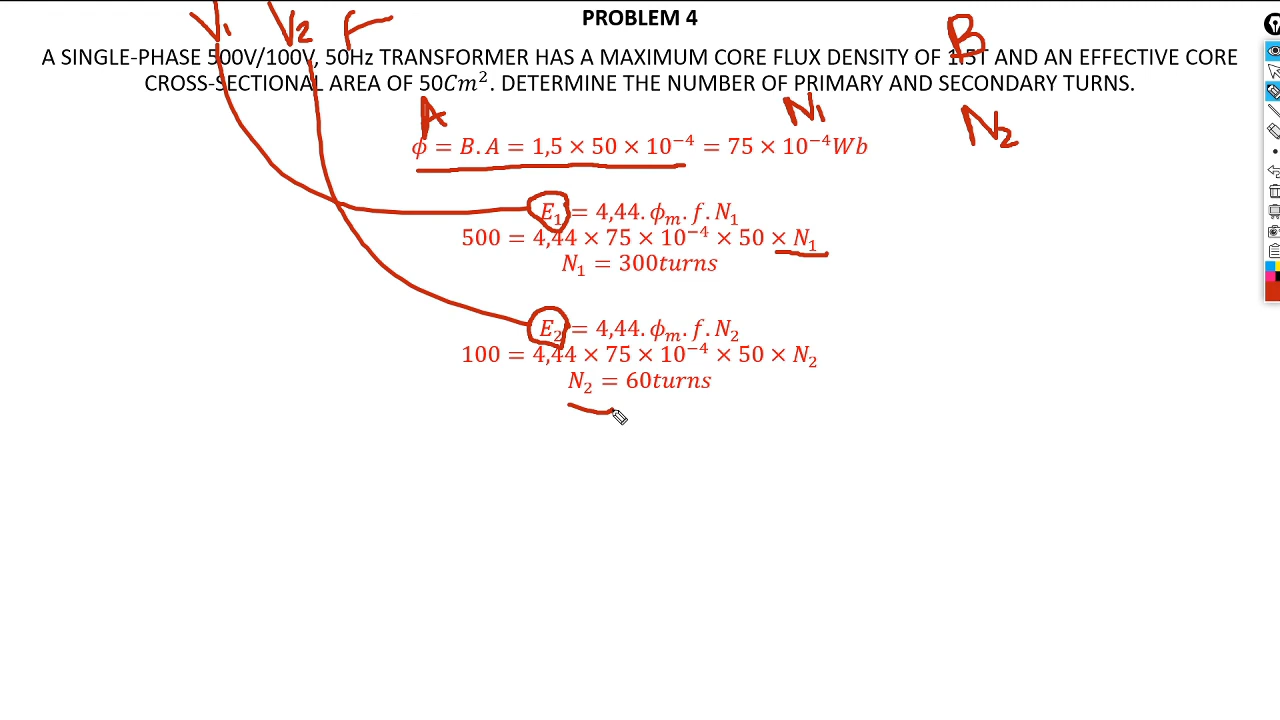 PROBLEM 4
V1 V2 F B
A SINGLE-PHASE 500V/100V, 50Hz TRANSFORMER HAS A MAXIMUM CORE FLUX DENSITY OF 1.5T AND AN EFFECTIVE CORE
CROSS-SECTIONAL AREA OF 50Cm². DETERMINE THE NUMBER OF PRIMARY AND SECONDARY TURNS.
A N1 N2
ϕ = B. A = 1,5 × 50 × 10⁻⁴ = 75 × 10⁻⁴Wb
E₁ = 4,44. ϕₘ. f. N₁
500 = 4,44 × 75 × 10⁻⁴ × 50 × N₁
N₁ = 300turns
E₂ = 4,44. ϕₘ. f. N₂
100 = 4,44 × 75 × 10⁻⁴ × 50 × N₂
N₂ = 60turns